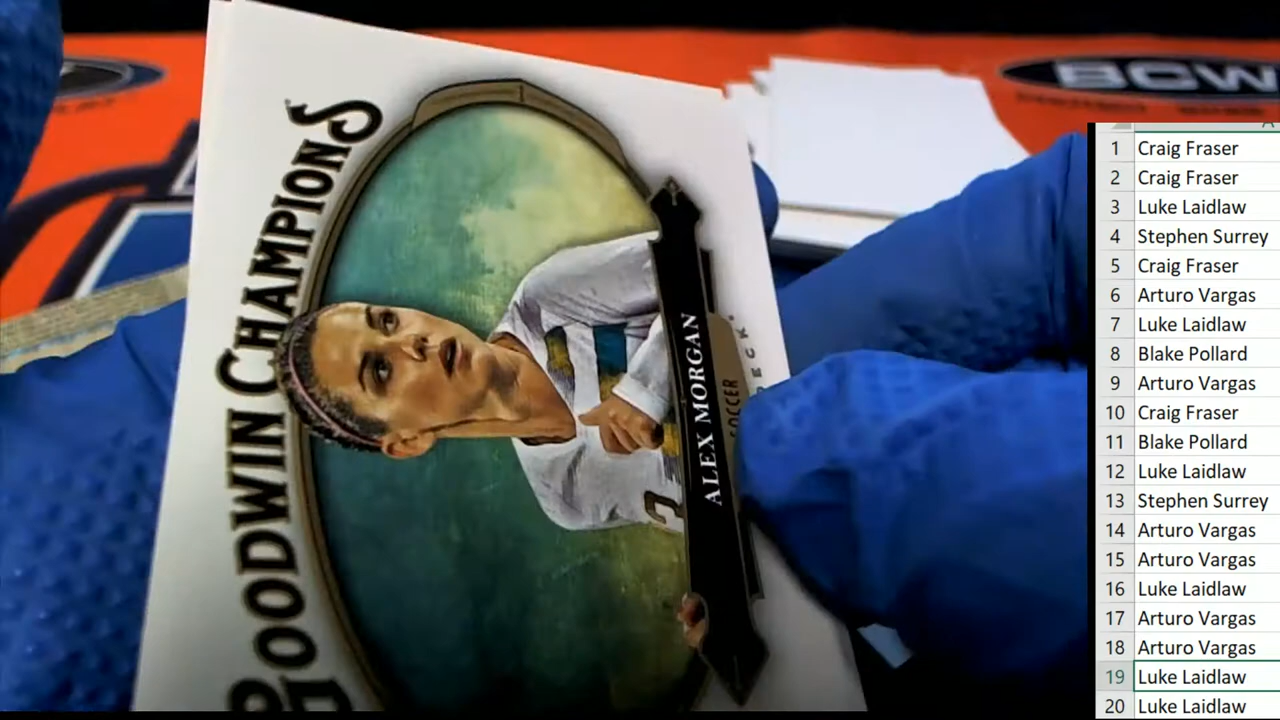 GOODWIN CHAMPIONS
ALEX MORGAN
SOCCER
DECK
BCW
A
1 Craig Fraser
2 Craig Fraser
3 Luke Laidlaw
4 Stephen Surrey
5 Craig Fraser
6 Arturo Vargas
7 Luke Laidlaw
8 Blake Pollard
9 Arturo Vargas
10 Craig Fraser
11 Blake Pollard
12 Luke Laidlaw
13 Stephen Surrey
14 Arturo Vargas
15 Arturo Vargas
16 Luke Laidlaw
17 Arturo Vargas
18 Arturo Vargas
19 Luke Laidlaw
20 Luke Laidlaw